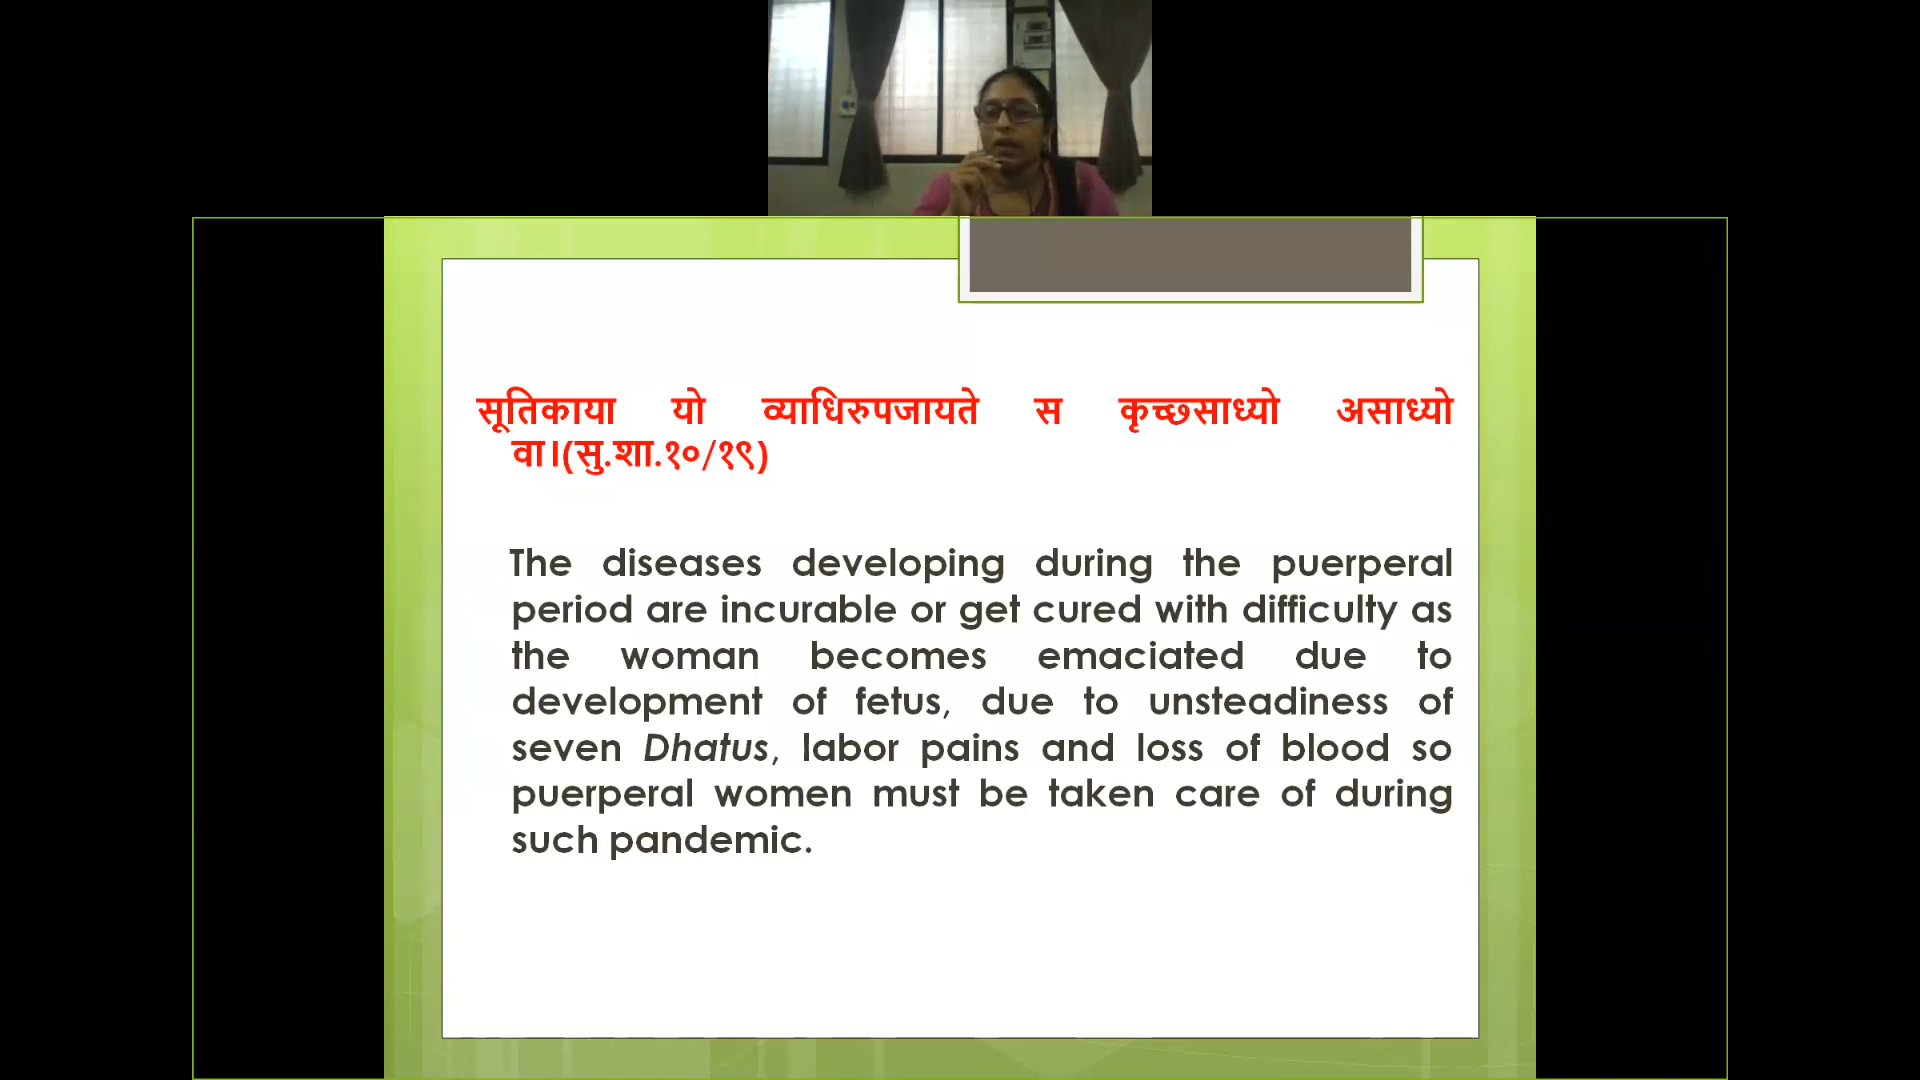 सूतिकाया यो व्याधिरुपजायते स कृच्छ्साध्यो असाध्यो
वा।(सु.शा.१०/१९)
The diseases developing during the puerperal
period are incurable or get cured with difficulty as
the woman becomes emaciated due to
development of fetus, due to unsteadiness of
seven Dhatus, labor pains and loss of blood so
puerperal women must be taken care of during
such pandemic.